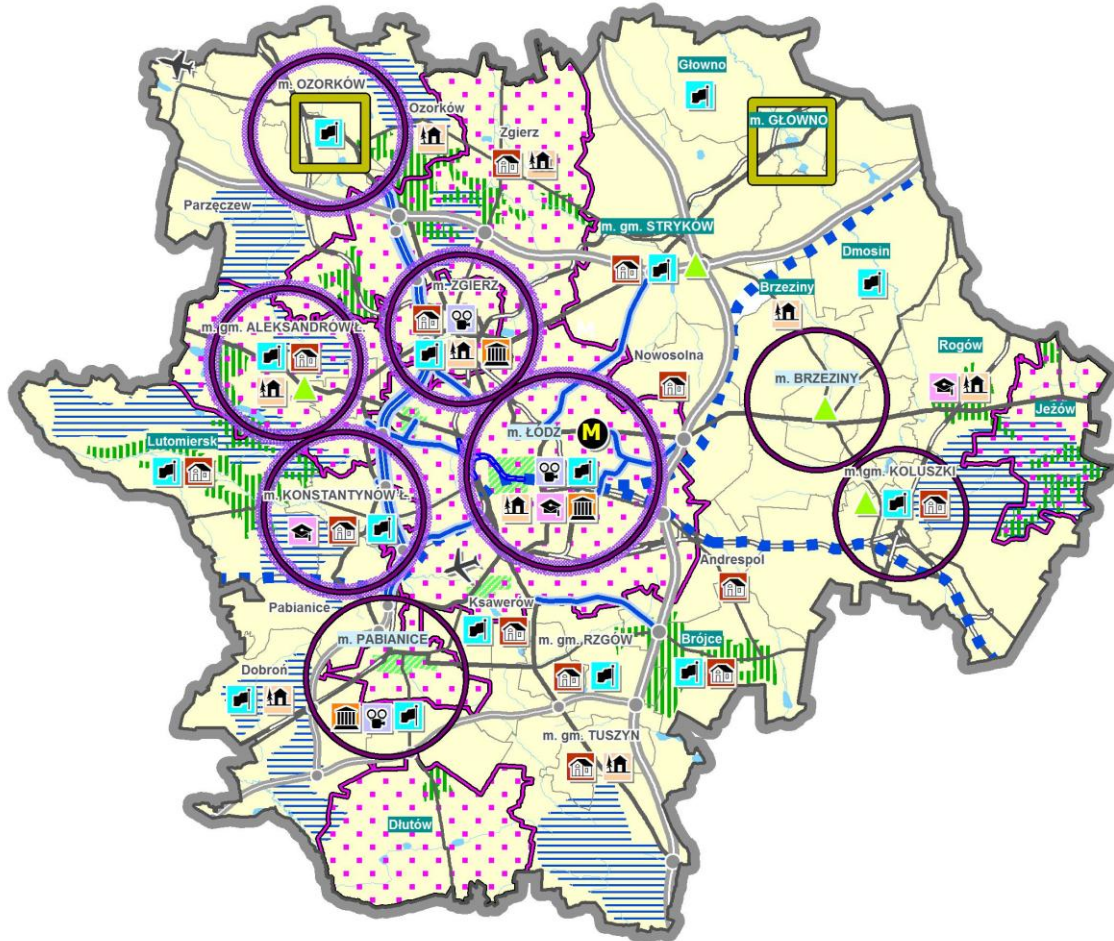 Głowno
m. OZORKÓW
Ozorków
m. GŁOWNO
Zgierz
Parzęczew
m. gm. STRYKÓW
Dmosin
m. ZGIERZ
Brzeziny
m. gm. ALEKSANDRÓW Ł.
M
Nowosolna
Rogów
m. BRZEZINY
Jeżów
m. ŁÓDŹ
M
Lutomiersk
m. gm. KOLUSZKI
m. KONSTANTYNÓW Ł.
Andrespol
Pabianice
Ksawerów
m. PABIANICE
m. gm. RZGÓW
Brójce
Dobroń
m. gm. TUSZYN
Dłutów